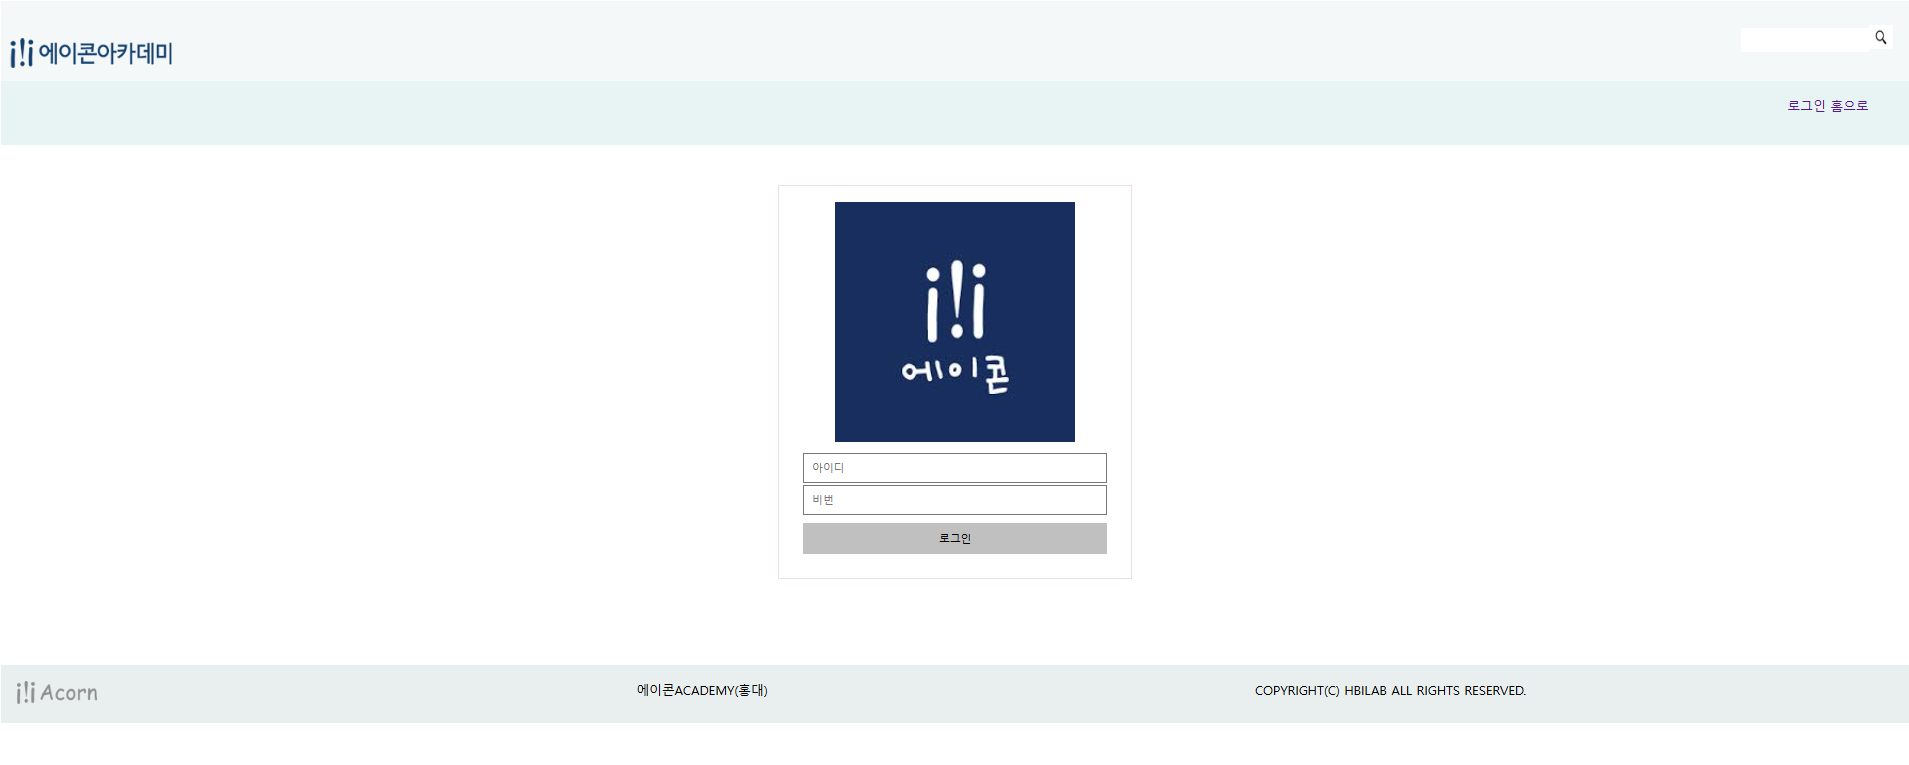 에이콘아카데미
로그인 홈으로
에이콘
아이디
비번
로그인
Acorn
에이콘ACADEMY(홍대)
COPYRIGHT(C) HBILAB ALL RIGHTS RESERVED.